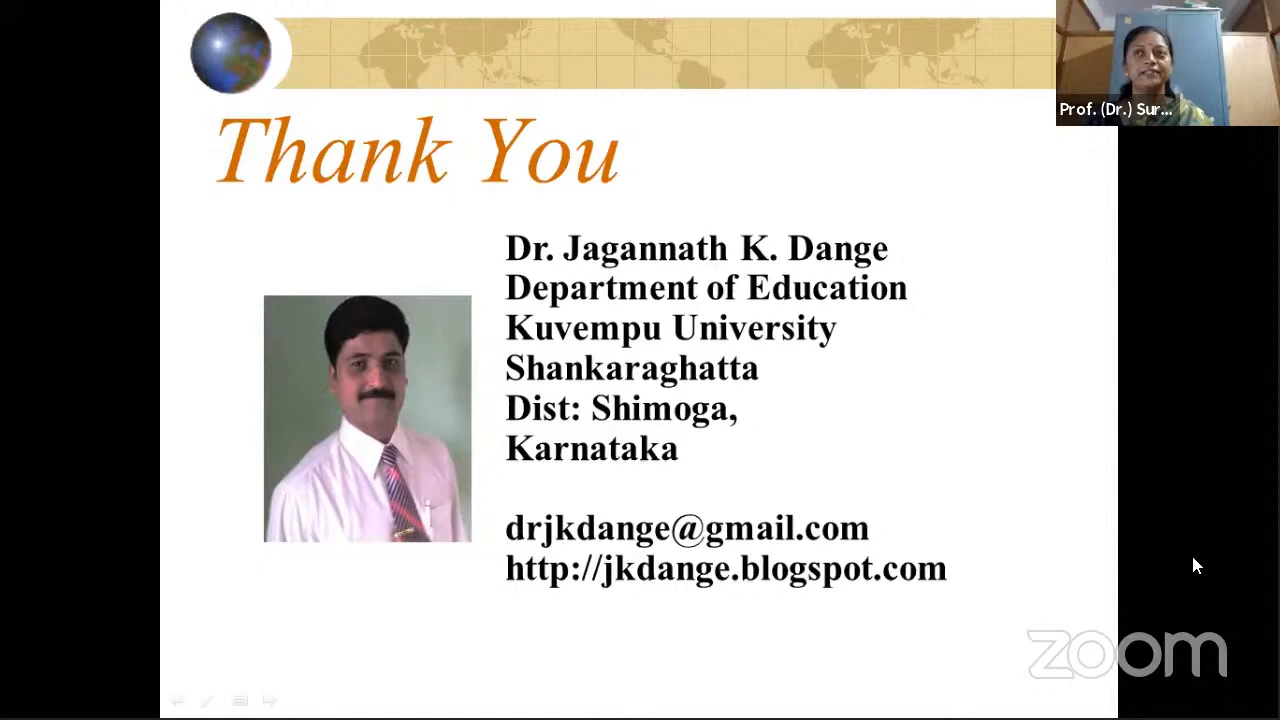 Prof. (Dr.) Sur...
Thank You
Dr. Jagannath K. Dange
Department of Education
Kuvempu University
Shankaraghatta
Dist: Shimoga,
Karnataka
drjkdange@gmail.com
http://jkdange.blogspot.com
zoom